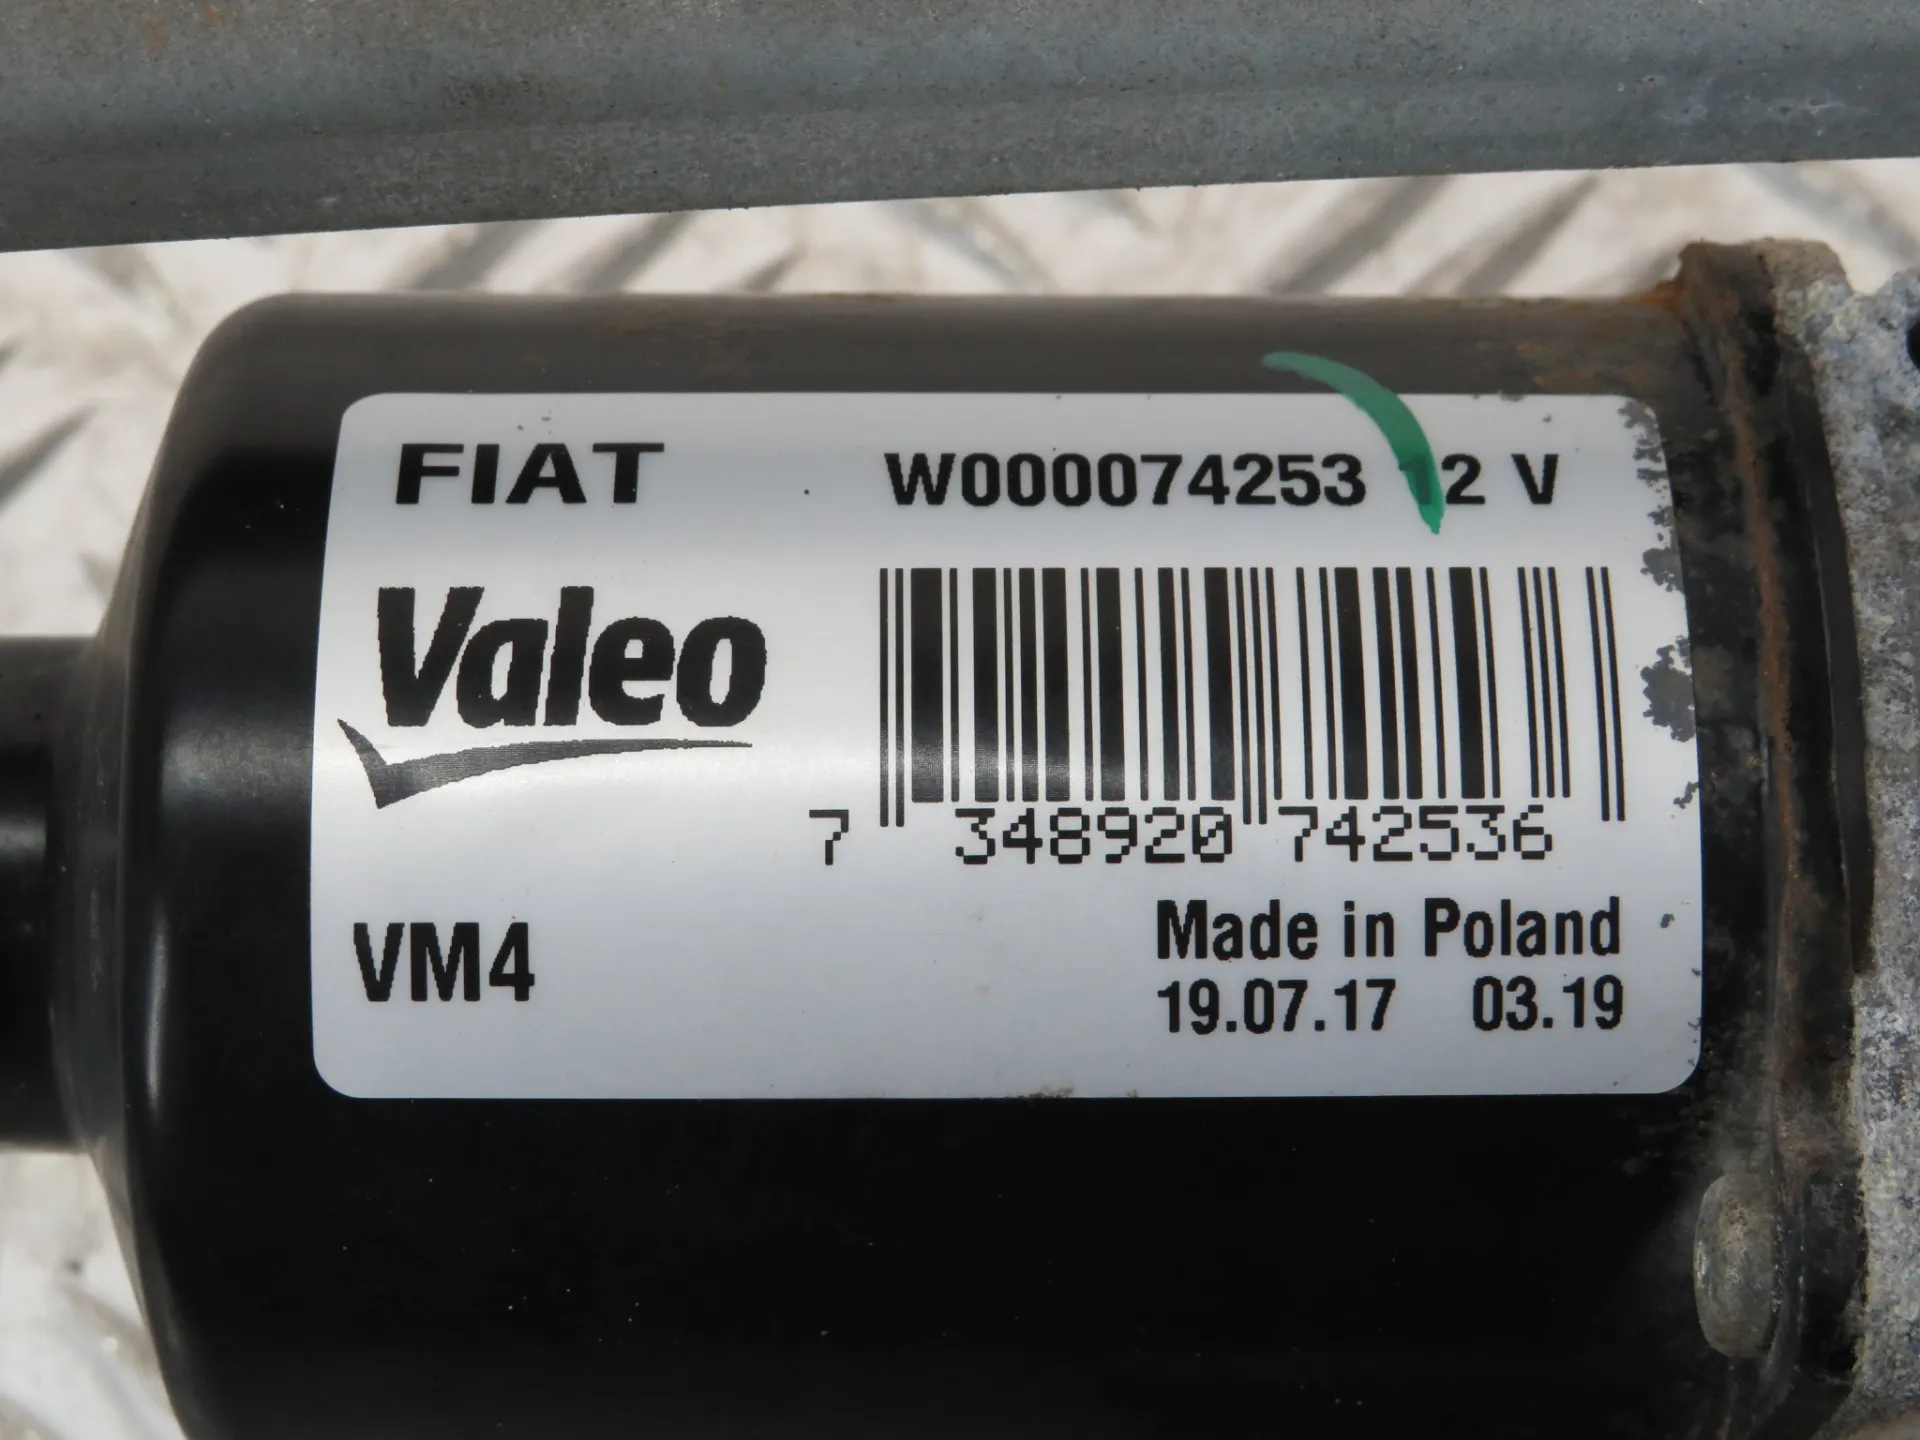 FIAT W000074253 12 V
Valeo
7 348920 742536
VM4
Made in Poland
19.07.17 03.19